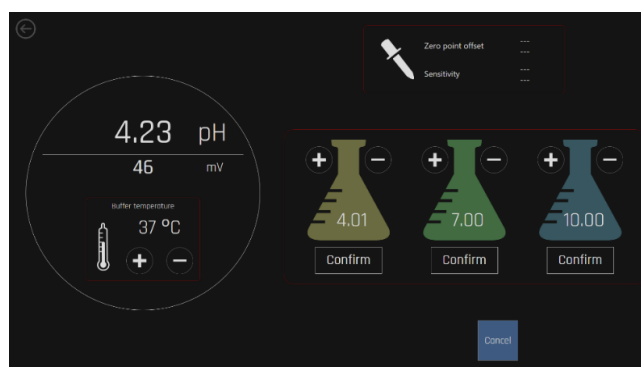 Zero point offset ---
---
Sensitivity ---
---
4.23 pH
46 mV
Buffer temperature
37 °C
+ −
+ − + − + −
4.01 7.00 10.00
Confirm Confirm Confirm
Cancel